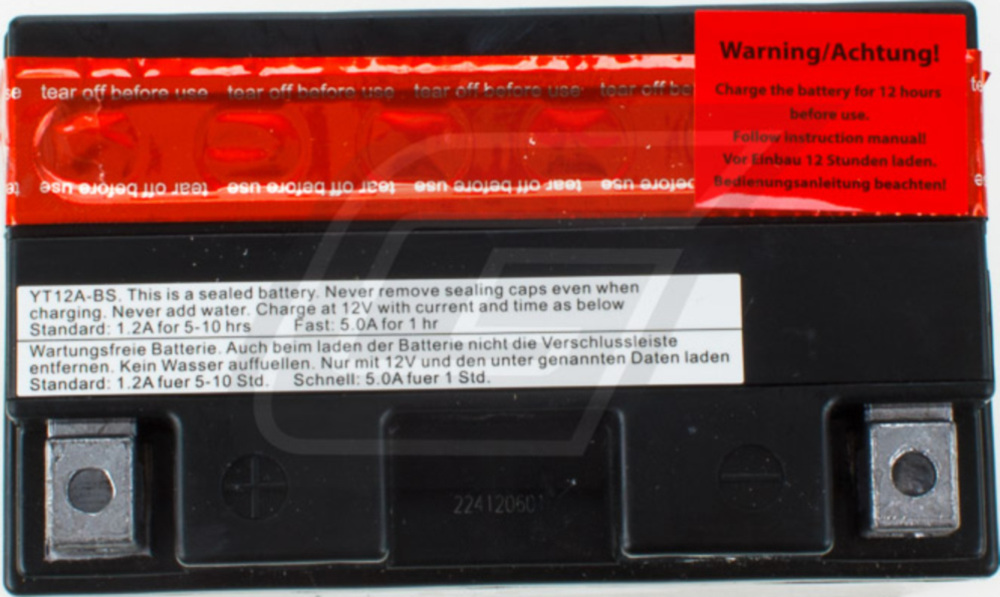 Warning/Achtung!
Charge the battery for 12 hours
before use.
Follow instruction manual!
Vor Einbau 12 Stunden laden.
Bedienungsanleitung beachten!
tear off before use tear off before use tear off before use tear off be
tear off before use tear off before use tear off before use
YT12A-BS. This is a sealed battery. Never remove sealing caps even when
charging. Never add water. Charge at 12V with current and time as below
Standard: 1.2A for 5-10 hrs Fast: 5.0A for 1 hr
Wartungsfreie Batterie. Auch beim laden der Batterie nicht die Verschlussleiste
entfernen. Kein Wasser auffuellen. Nur mit 12V und den unter genannten Daten laden
Standard: 1.2A fuer 5-10 Std. Schnell: 5.0A fuer 1 Std.